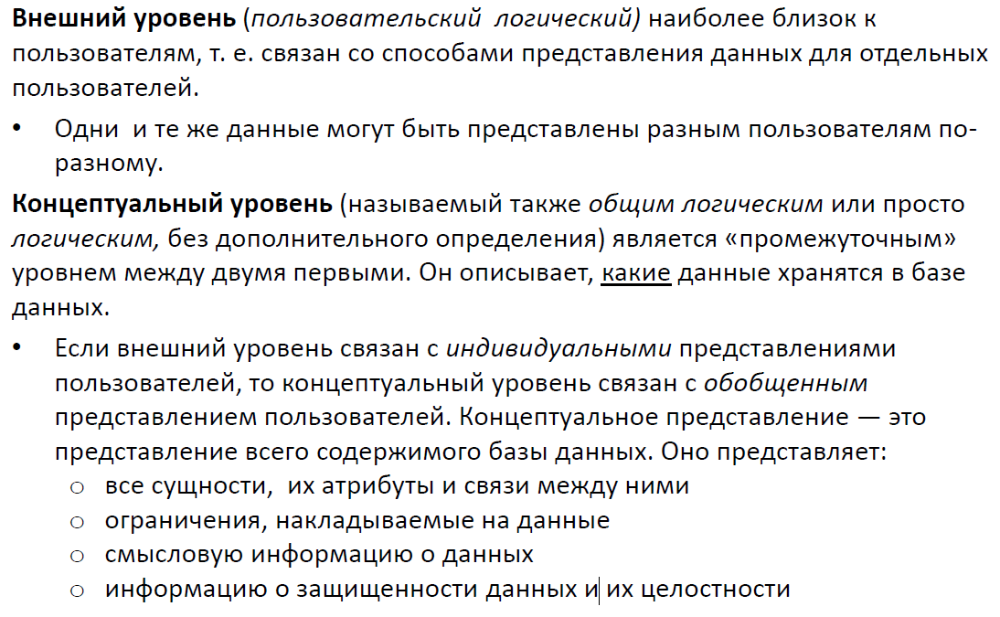 Внешний уровень (пользовательский  логический) наиболее близок к
пользователям, т. е. связан со способами представления данных для отдельных
пользователей.
• Одни  и те же данные могут быть представлены разным пользователям по-
разному.
Концептуальный уровень (называемый также общим логическим или просто
логическим, без дополнительного определения) является «промежуточным»
уровнем между двумя первыми. Он описывает, какие данные хранятся в базе
данных.
• Если внешний уровень связан с индивидуальными представлениями
пользователей, то концептуальный уровень связан с обобщенным
представлением пользователей. Концептуальное представление — это
представление всего содержимого базы данных. Оно представляет:
o все сущности,  их атрибуты и связи между ними
o ограничения, накладываемые на данные
o смысловую информацию о данных
o информацию о защищенности данных и их целостности